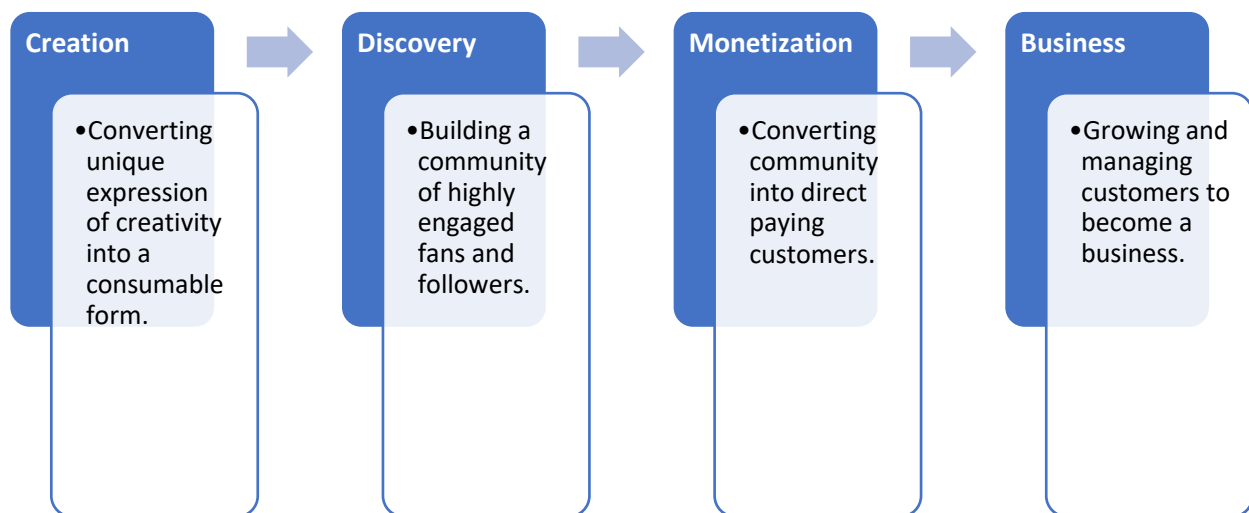 Creation
•Converting
unique
expression
of creativity
into a
consumable
form.
Discovery
•Building a
community
of highly
engaged
fans and
followers.
Monetization
•Converting
community
into direct
paying
customers.
Business
•Growing and
managing
customers to
become a
business.